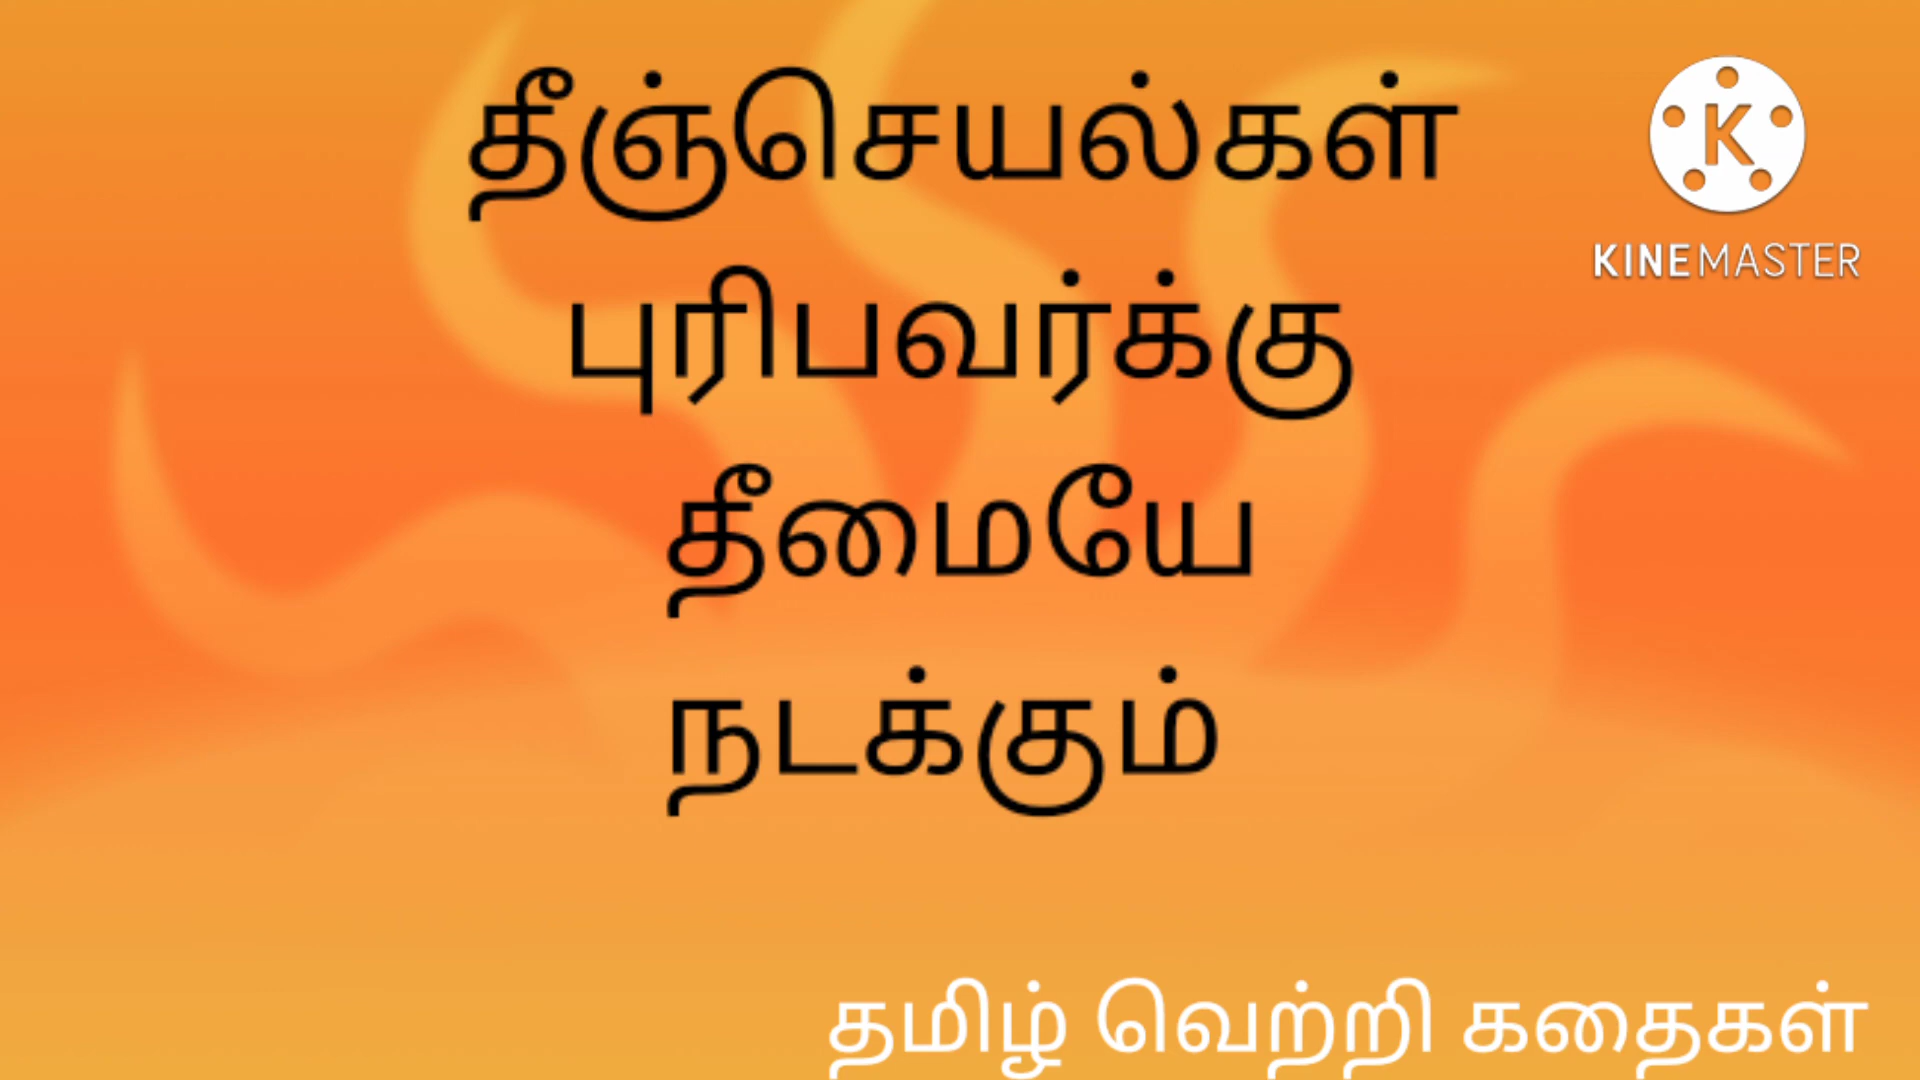 தீஞ்செயல்கள்
K
KINEMASTER
புரிபவர்க்கு
தீமையே
நடக்கும்
தமிழ் வெற்றி கதைகள்